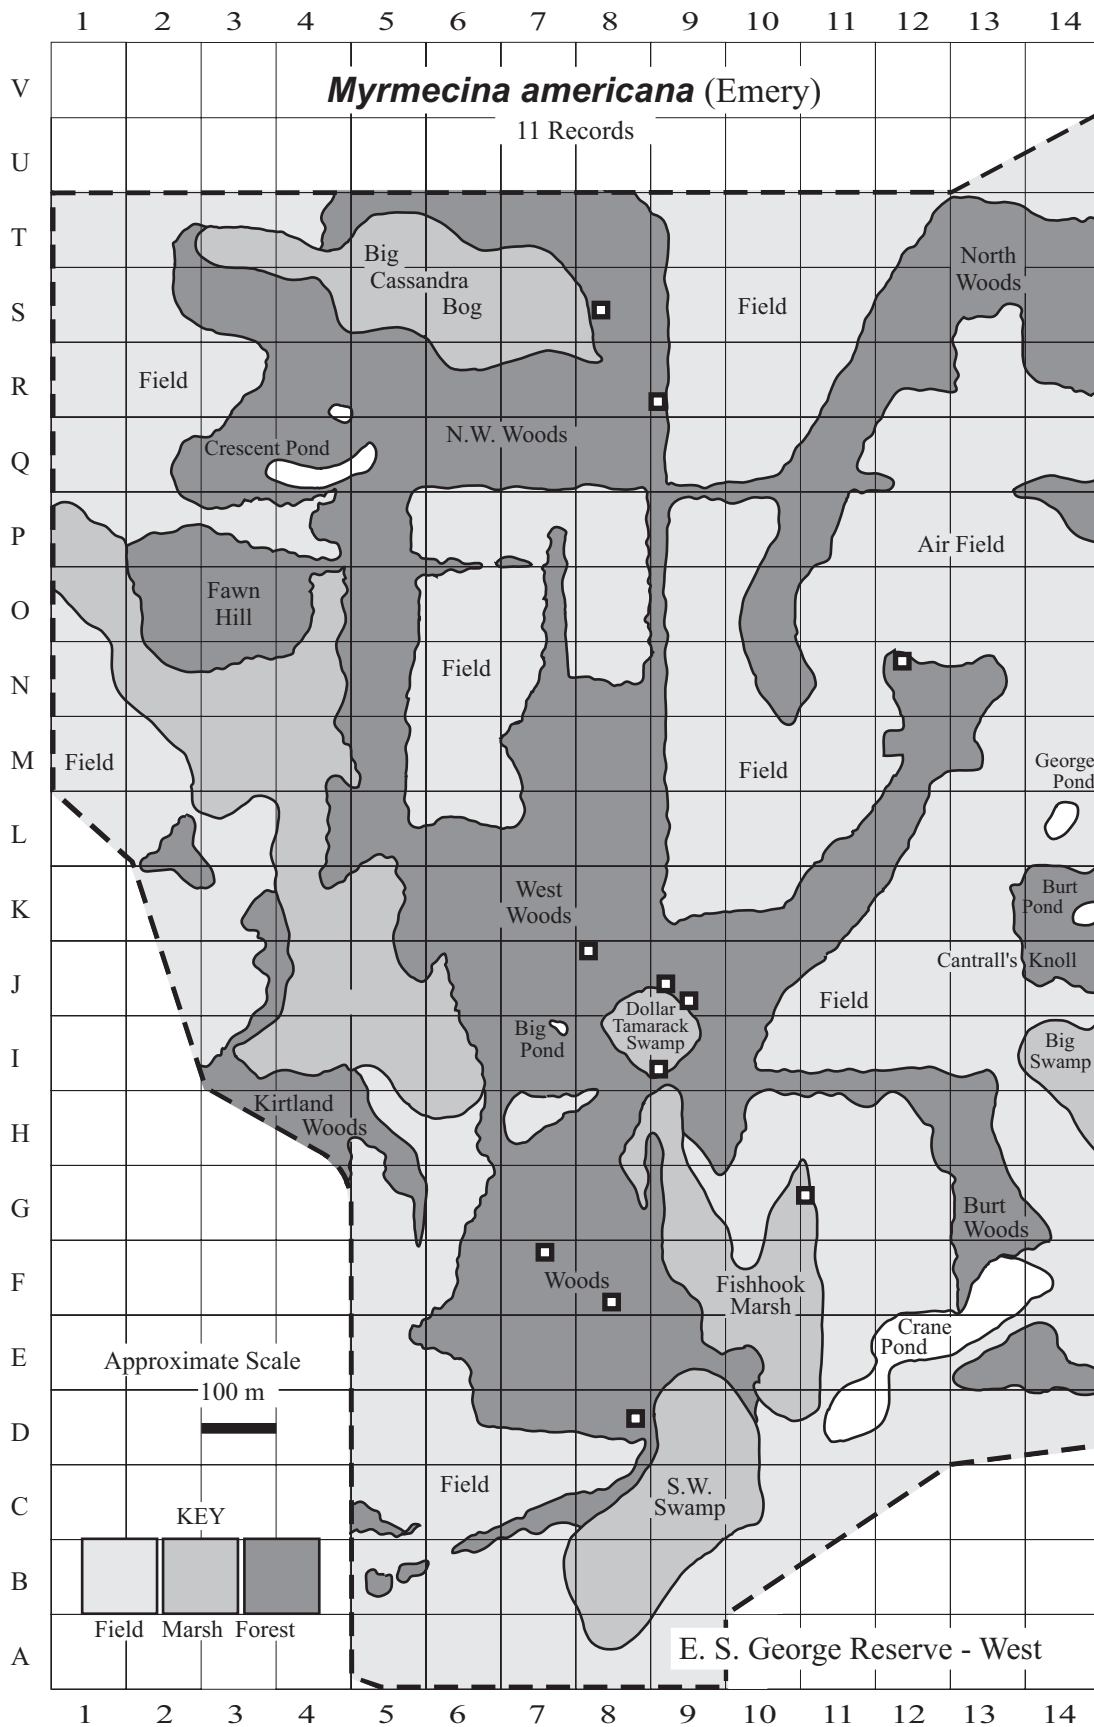 1 2 3 4 5 6 7 8 9 10 11 12 13 14
V
Myrmecina americana (Emery)
11 Records
U
T
Big
Cassandra
Bog
North
Woods
S
Field
R
Field
N.W. Woods
Crescent Pond
Q
P
Air Field
Fawn
Hill
O
Field
N
M
Field
Field
George
Pond
L
West
Woods
Burt
Pond
K
Cantrall's Knoll
J
Field
Dollar
Tamarack
Swamp
Big
Pond
Big
Swamp
I
Kirtland
Woods
H
G
Burt
Woods
Woods
Fishhook
Marsh
F
Crane
Pond
E
Approximate Scale
100 m
D
Field
S.W.
Swamp
C
KEY
B
Field Marsh Forest
A
E. S. George Reserve - West
1 2 3 4 5 6 7 8 9 10 11 12 13 14